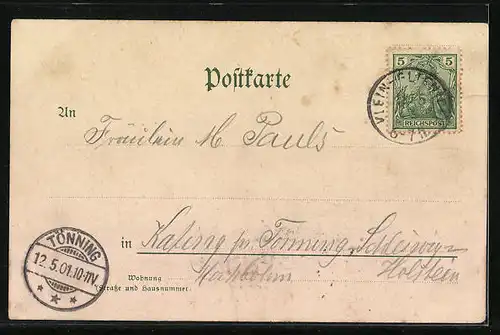 5 5
REICHSPOST
Postkarte
An
Fräulein M. Pauls
TÖNNING
12.5.01.10-11V.
in Kating pr. Tönning, Schleswig-
Holstein
Wohnung
(Straße und Hausnummer)